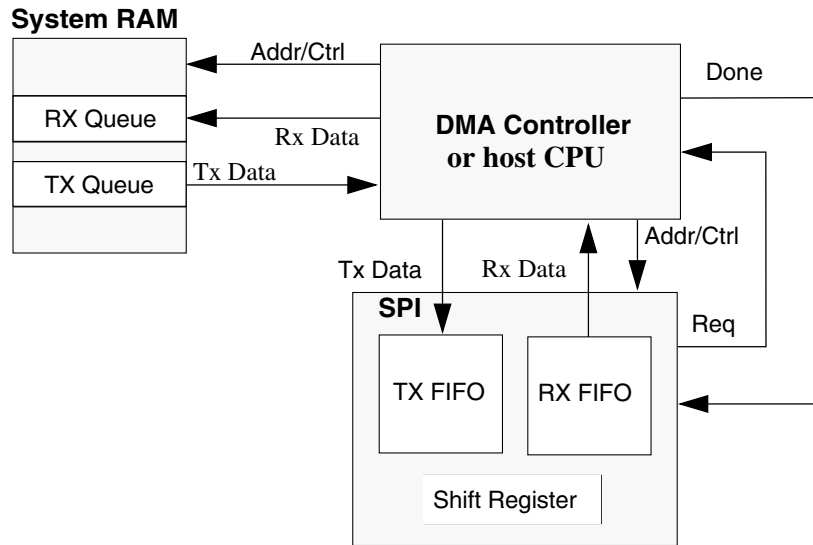 System RAM
Addr/Ctrl
Done
RX Queue
Rx Data
DMA Controller
or host CPU
TX Queue
Tx Data
Addr/Ctrl
Tx Data
Rx Data
SPI
Req
TX FIFO
RX FIFO
Shift Register